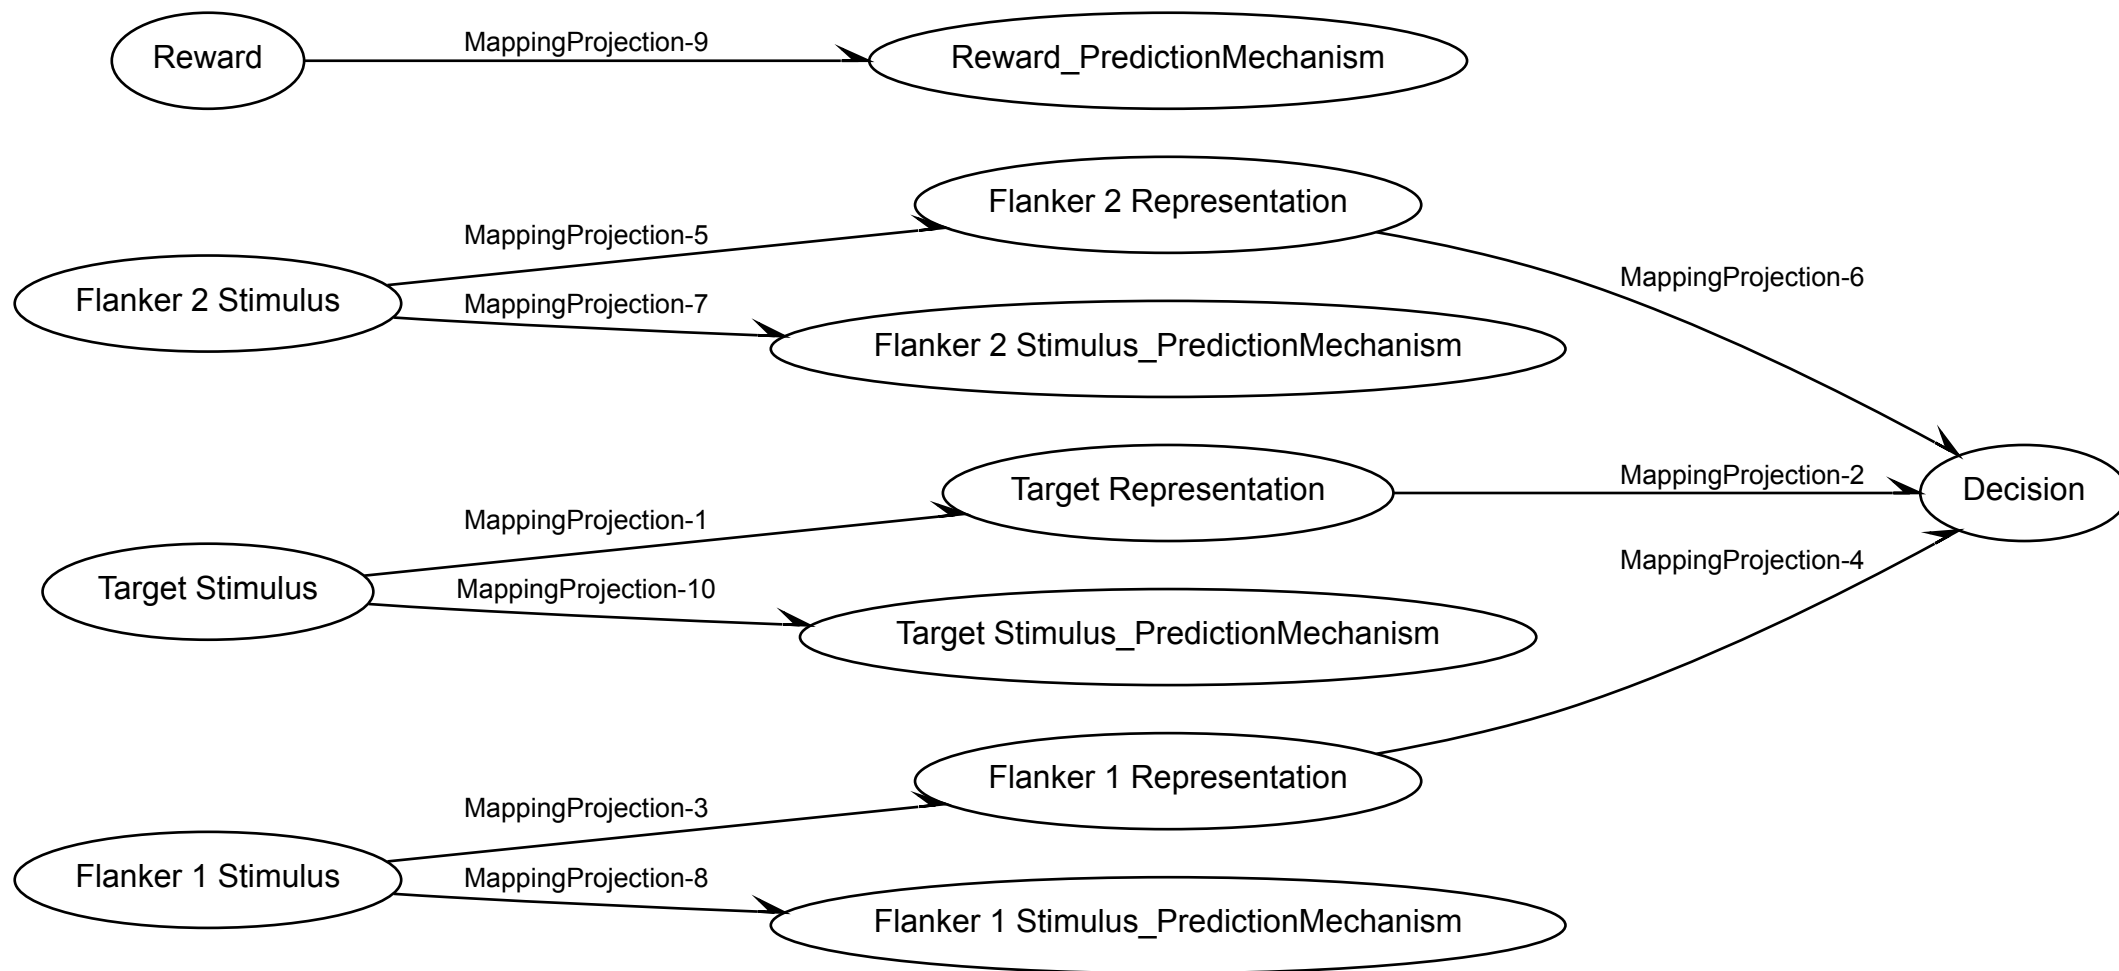 Reward
MappingProjection-9
Reward_PredictionMechanism
Flanker 2 Representation
MappingProjection-5
MappingProjection-6
Flanker 2 Stimulus
MappingProjection-7
Flanker 2 Stimulus_PredictionMechanism
Target Representation
MappingProjection-2
Decision
MappingProjection-1
MappingProjection-4
Target Stimulus
MappingProjection-10
Target Stimulus_PredictionMechanism
Flanker 1 Representation
MappingProjection-3
Flanker 1 Stimulus
MappingProjection-8
Flanker 1 Stimulus_PredictionMechanism